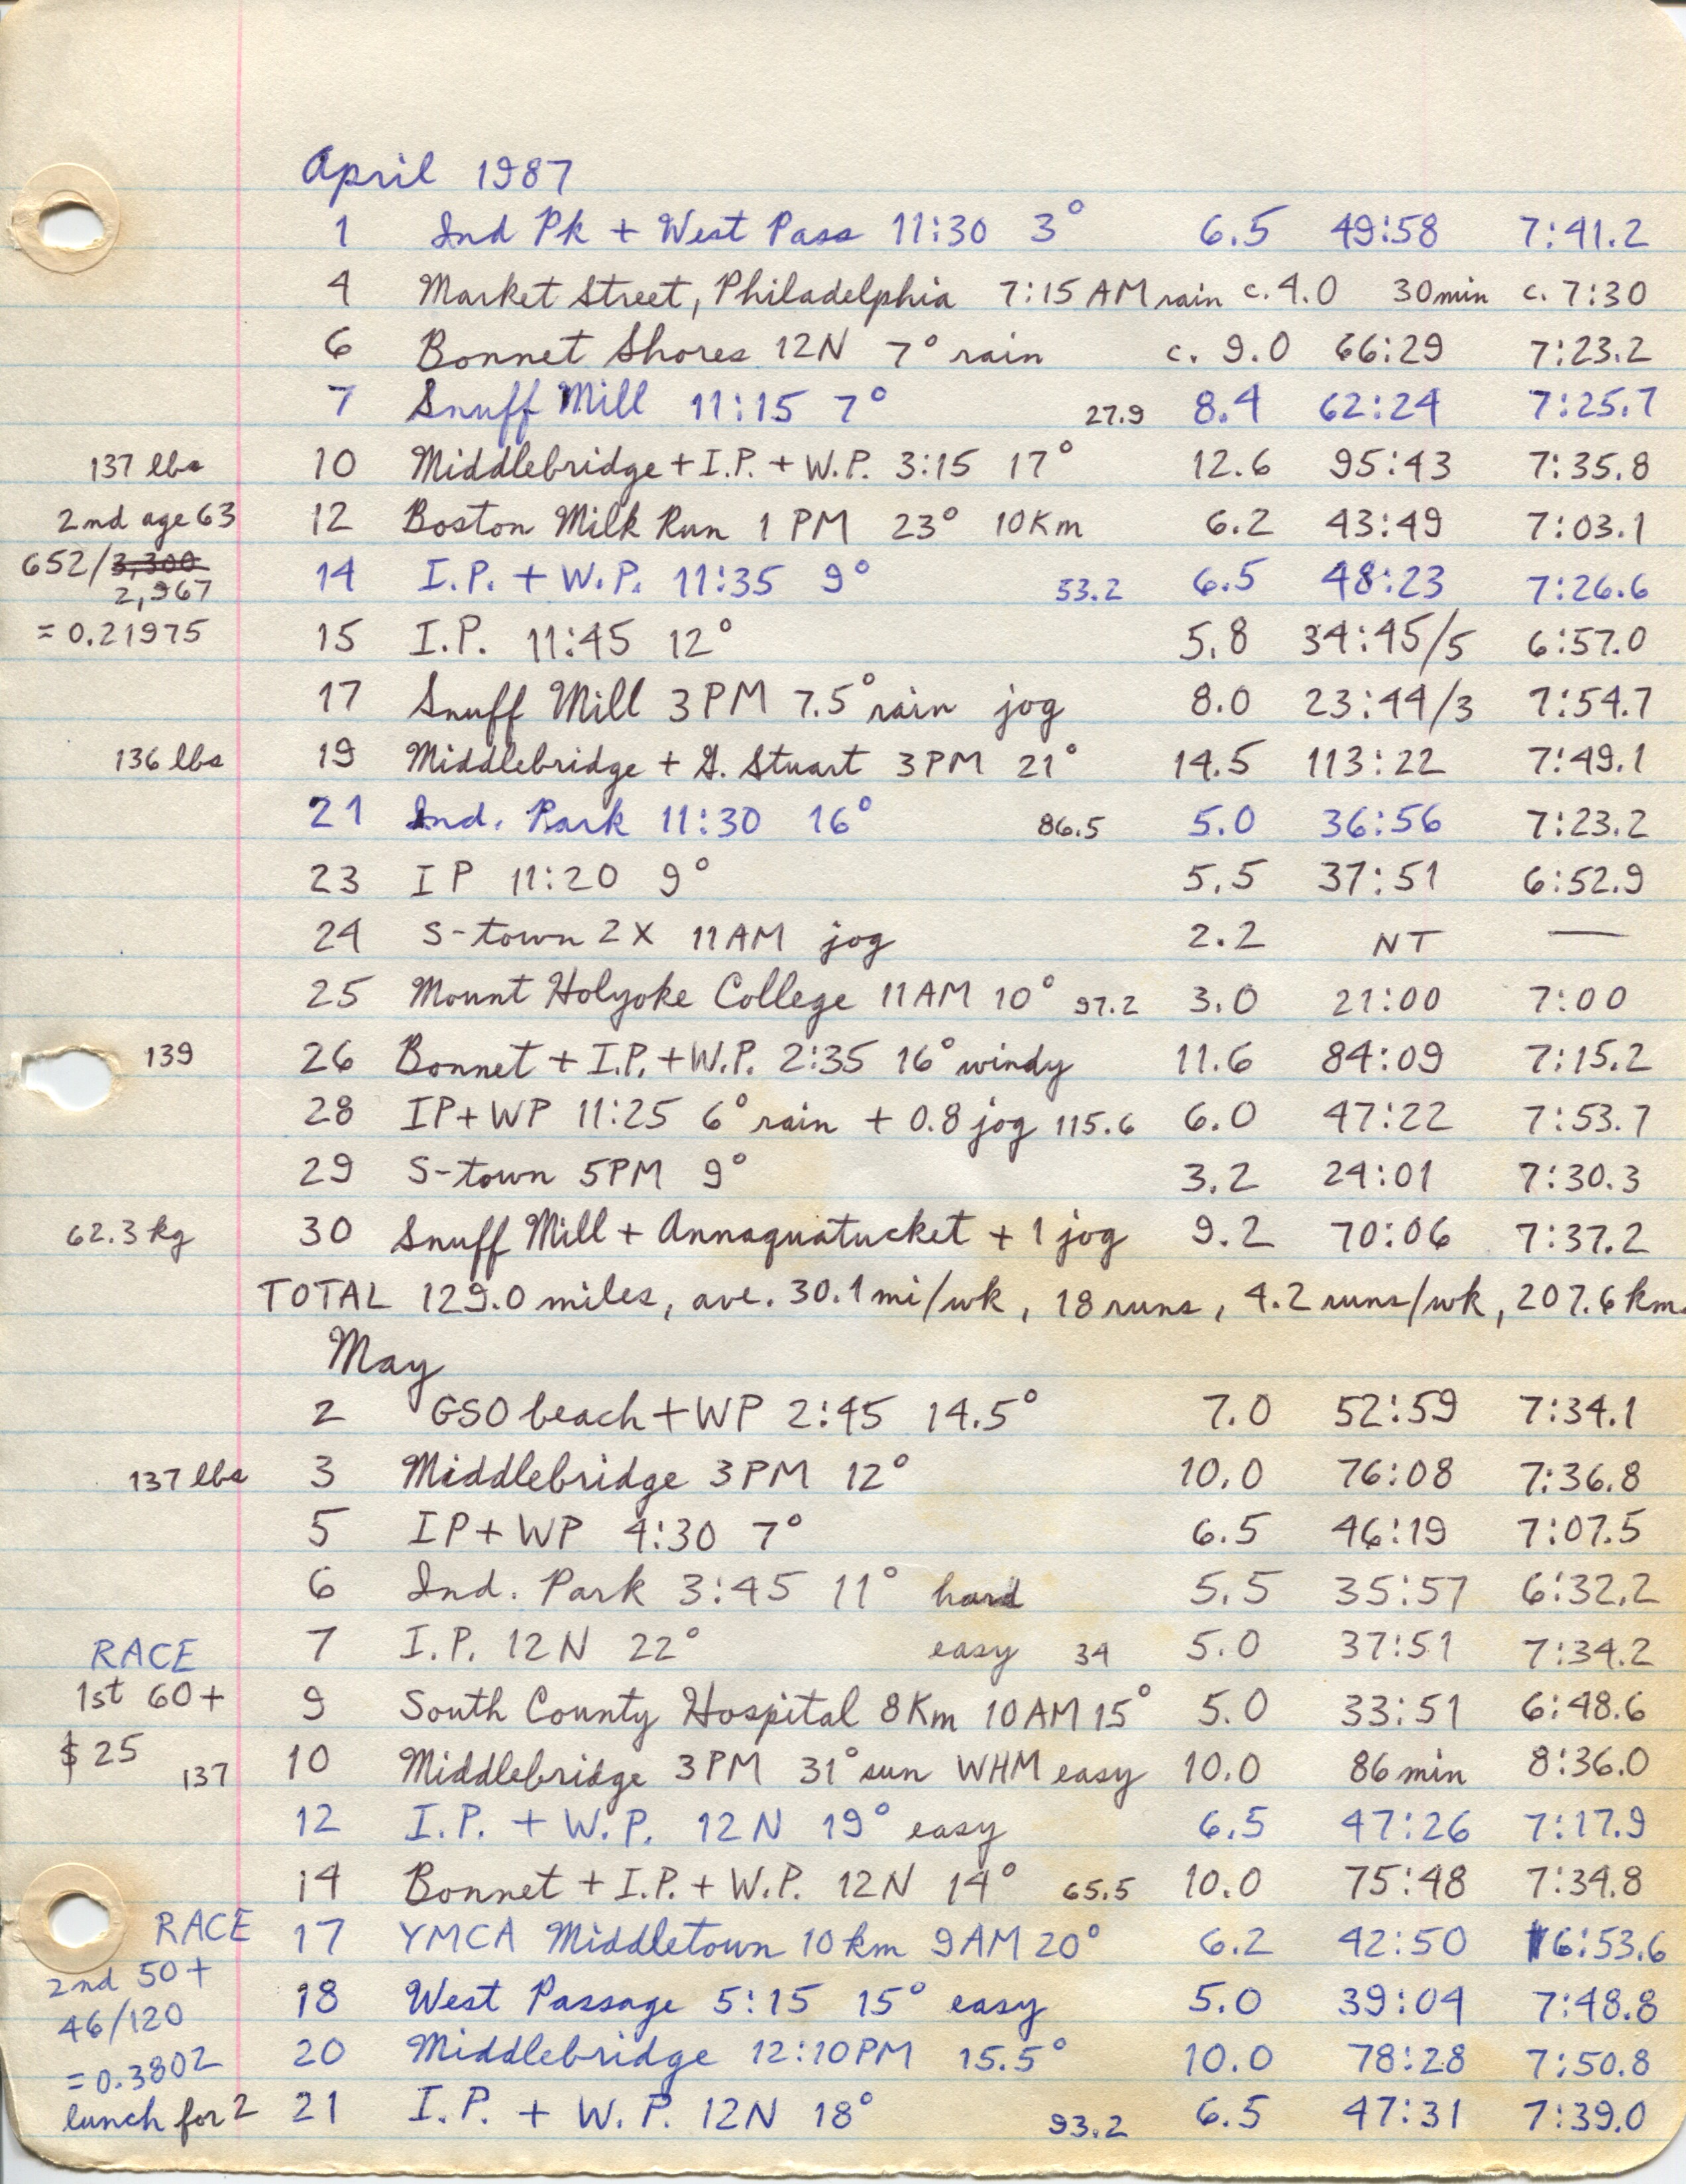 April 1987
1 Ind Pk + West Pass 11:30 3° 6.5 49:58 7:41.2
4 Market Street, Philadelphia 7:15 AM rain c. 4.0 30min c. 7:30
6 Bonnet Shores 12N 7° rain c. 9.0 66:29 7:23.2
7 Snuff Mill 11:15 7° 27.9 8.4 62:24 7:25.7
137 lbs 10 Middlebridge + I.P. + W.P. 3:15 17° 12.6 95:43 7:35.8
2nd age 63 12 Boston Milk Run 1 PM 23° 10Km 6.2 43:49 7:03.1
652/3,300 14 I.P. + W.P. 11:35 9° 53.2 6.5 48:23 7:26.6
2,967
= 0.21975 15 I.P. 11:45 12° 5.8 34:45/5 6:57.0
17 Snuff Mill 3 PM 7.5° rain jog 8.0 23:44/3 7:54.7
136 lbs 19 Middlebridge + G. Stuart 3PM 21° 14.5 113:22 7:49.1
21 Ind. Park 11:30 16° 86.5 5.0 36:56 7:23.2
23 I P 11:20 9° 5.5 37:51 6:52.9
24 S-town 2X 11AM jog 2.2 NT —
25 Mount Holyoke College 11AM 10° 97.2 3.0 21:00 7:00
139 26 Bonnet + I.P. + W.P. 2:35 16° windy 11.6 84:09 7:15.2
28 IP + WP 11:25 6° rain + 0.8 jog 115.6 6.0 47:22 7:53.7
29 S-town 5PM 9° 3.2 24:01 7:30.3
62.3 kg 30 Snuff Mill + Annaquatucket + 1 jog 9.2 70:06 7:37.2
TOTAL 129.0 miles, ave. 30.1 mi/wk, 18 runs, 4.2 runs/wk, 207.6 km.
May
2 GSO beach + WP 2:45 14.5° 7.0 52:59 7:34.1
137 lbs 3 Middlebridge 3PM 12° 10.0 76:08 7:36.8
5 IP + WP 4:30 7° 6.5 46:19 7:07.5
6 Ind. Park 3:45 11° hard 5.5 35:57 6:32.2
RACE 7 I.P. 12N 22° easy 34 5.0 37:51 7:34.2
1st 60+ 9 South County Hospital 8Km 10AM 15° 5.0 33:51 6:48.6
$25 137 10 Middlebridge 3PM 31° sun WHM easy 10.0 86 min 8:36.0
12 I.P. + W.P. 12N 19° easy 6.5 47:26 7:17.9
14 Bonnet + I.P. + W.P. 12N 14° 65.5 10.0 75:48 7:34.8
RACE 17 YMCA Middletown 10 km 9AM 20° 6.2 42:50 6:53.6
2nd 50+ 18 West Passage 5:15 15° easy 5.0 39:04 7:48.8
46/120
= 0.3802 20 Middlebridge 12:10PM 15.5° 10.0 78:28 7:50.8
lunch for 2 21 I.P. + W.P. 12N 18° 93.2 6.5 47:31 7:39.0